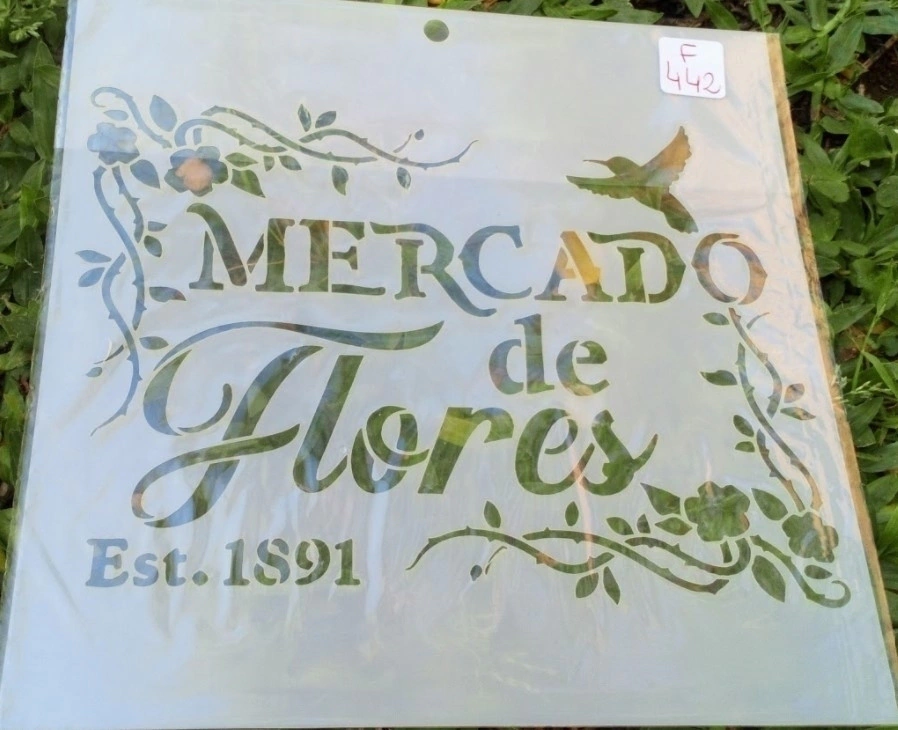 F
442
MERCADO
de
Flores
Est. 1891